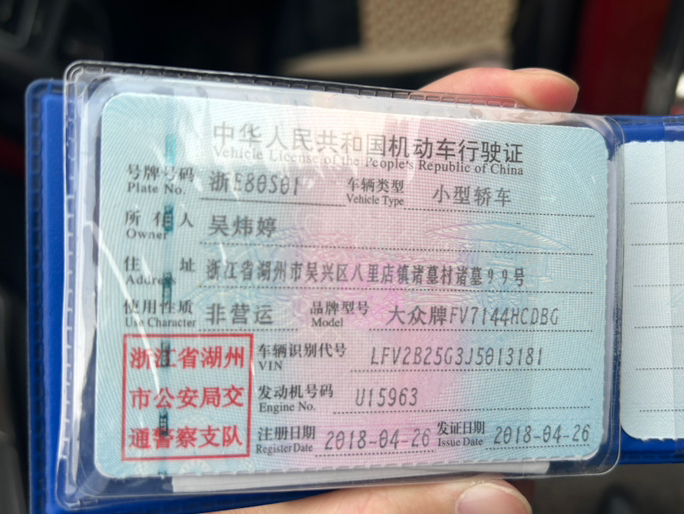 中华人民共和国机动车行驶证
Vehicle License of the People's Republic of China
号牌号码 浙E80S01 车辆类型 小型轿车
Plate No. Vehicle Type
所有人 吴炜婷
Owner
住址 浙江省湖州市吴兴区八里店镇诸墓村诸墓99号
Address
使用性质 非营运 品牌型号 大众牌FV7144HCDBG
Use Character Model
浙江省湖州 车辆识别代号 LFV2B25G3J5013181
VIN
市公安局交 发动机号码 U15963
Engine No.
通警察支队 注册日期 2018-04-26 发证日期 2018-04-26
Register Date Issue Date